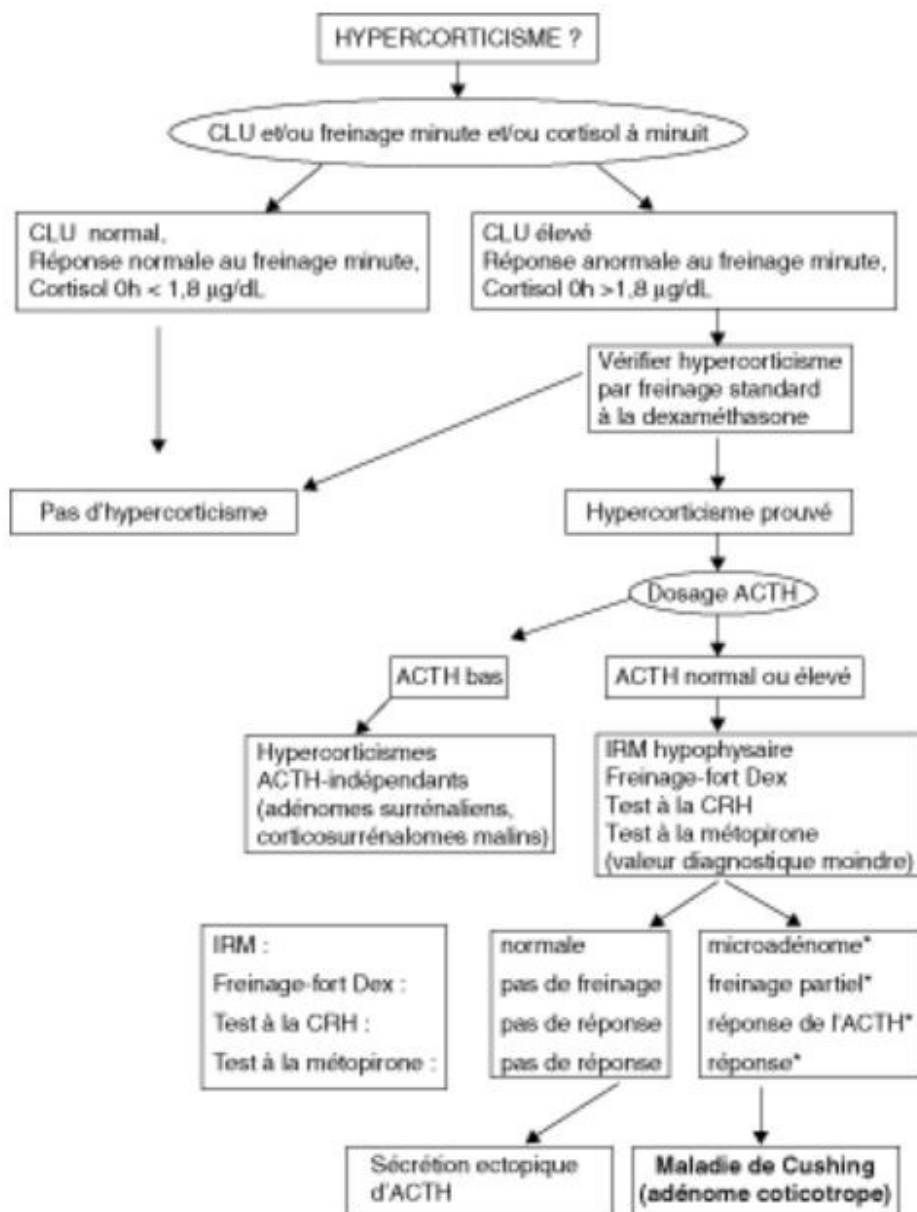 HYPERCORTICISME ?
CLU et/ou freinage minute et/ou cortisol à minuit
CLU normal,
Réponse normale au freinage minute,
Cortisol 0h < 1,8 µg/dL
CLU élevé
Réponse anormale au freinage minute,
Cortisol 0h >1,8 µg/dL
Vérifier hypercorticisme
par freinage standard
à la dexaméthasone
Pas d'hypercorticisme
Hypercorticisme prouvé
Dosage ACTH
ACTH bas
ACTH normal ou élevé
Hypercorticismes
ACTH-indépendants
(adénomes surrénaliens,
corticosurrénalomes malins)
IRM hypophysaire
Freinage-fort Dex
Test à la CRH
Test à la métopirone
(valeur diagnostique moindre)
IRM :
Freinage-fort Dex :
Test à la CRH :
Test à la métopirone :
normale
pas de freinage
pas de réponse
pas de réponse
microadénome*
freinage partiel*
réponse de l'ACTH*
réponse*
Sécrétion ectopique
d'ACTH
Maladie de Cushing
(adénome coticotrope)